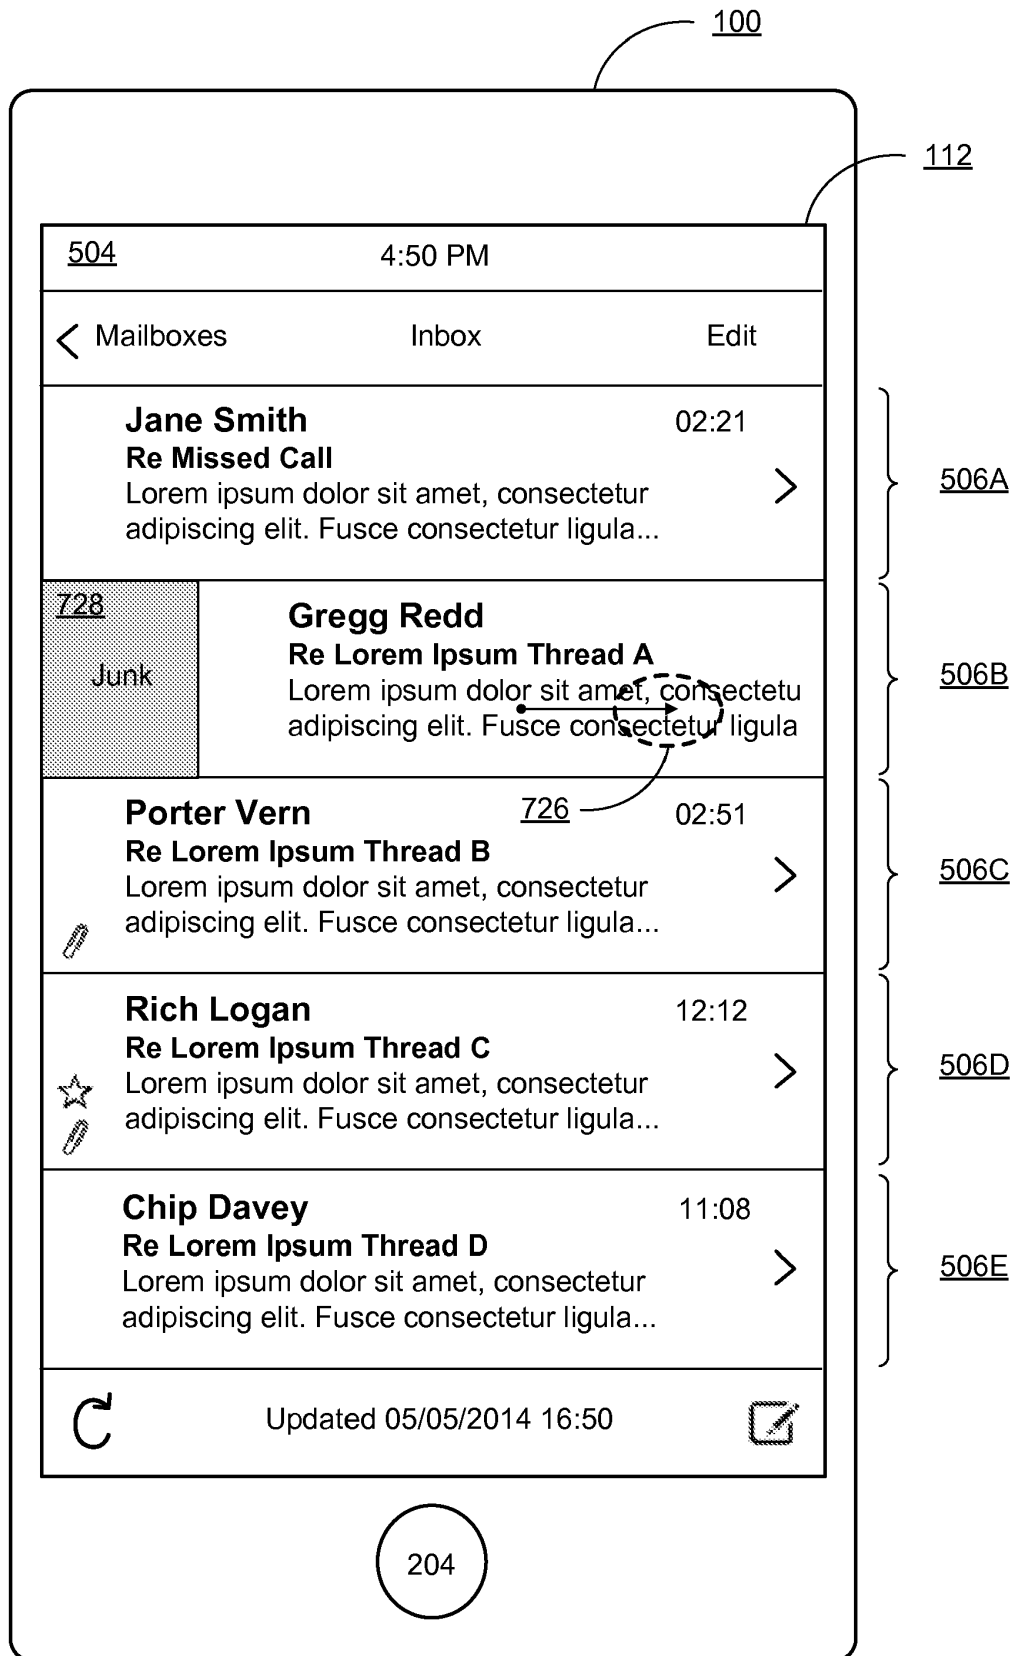 100
112
504 4:50 PM
Mailboxes Inbox Edit
Jane Smith 02:21
Re Missed Call
Lorem ipsum dolor sit amet, consectetur
adipiscing elit. Fusce consectetur ligula...
506A
728
Junk
Gregg Redd
Re Lorem Ipsum Thread A
Lorem ipsum dolor sit amet, consectetu
adipiscing elit. Fusce consectetur ligula
506B
726
Porter Vern 02:51
Re Lorem Ipsum Thread B
Lorem ipsum dolor sit amet, consectetur
adipiscing elit. Fusce consectetur ligula...
506C
Rich Logan 12:12
Re Lorem Ipsum Thread C
Lorem ipsum dolor sit amet, consectetur
adipiscing elit. Fusce consectetur ligula...
506D
Chip Davey 11:08
Re Lorem Ipsum Thread D
Lorem ipsum dolor sit amet, consectetur
adipiscing elit. Fusce consectetur ligula...
506E
Updated 05/05/2014 16:50
204